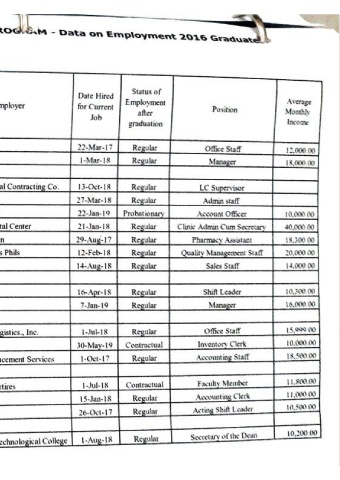 - Data on Employment 2016 Graduate
mployer Date Hired for Current Job Status of Employment after graduation Position Average Monthly Income
22-Mar-17 Regular Office Staff 12,000.00
1-Mar-18 Regular Manager 18,000.00
al Contracting Co. 13-Oct-18 Regular LC Supervisor
27-Mar-18 Regular Admin staff
22-Jan-19 Probationary Account Officer 10,000.00
tal Center 21-Jan-18 Regular Clinic Admin Cum Secretary 40,000.00
n 29-Aug-17 Regular Pharmacy Assistant 18,300.00
s Phils 12-Feb-18 Regular Quality Management Staff 20,000.00
14-Aug-18 Regular Sales Staff 14,000.00
16-Apr-18 Regular Shift Leader 10,300.00
7-Jan-19 Regular Manager 16,000.00
gistics., Inc. 1-Jul-18 Regular Office Staff 15,999.00
30-May-19 Contractual Inventory Clerk 10,000.00
cement Services 1-Oct-17 Regular Accounting Staff 18,500.00
rtires 1-Jul-18 Contractual Faculty Member 11,800.00
15-Jan-18 Regular Accounting Clerk 11,000.00
26-Oct-17 Regular Acting Shift Leader 10,500.00
echnological College 1-Aug-18 Regular Secretary of the Dean 10,200.00